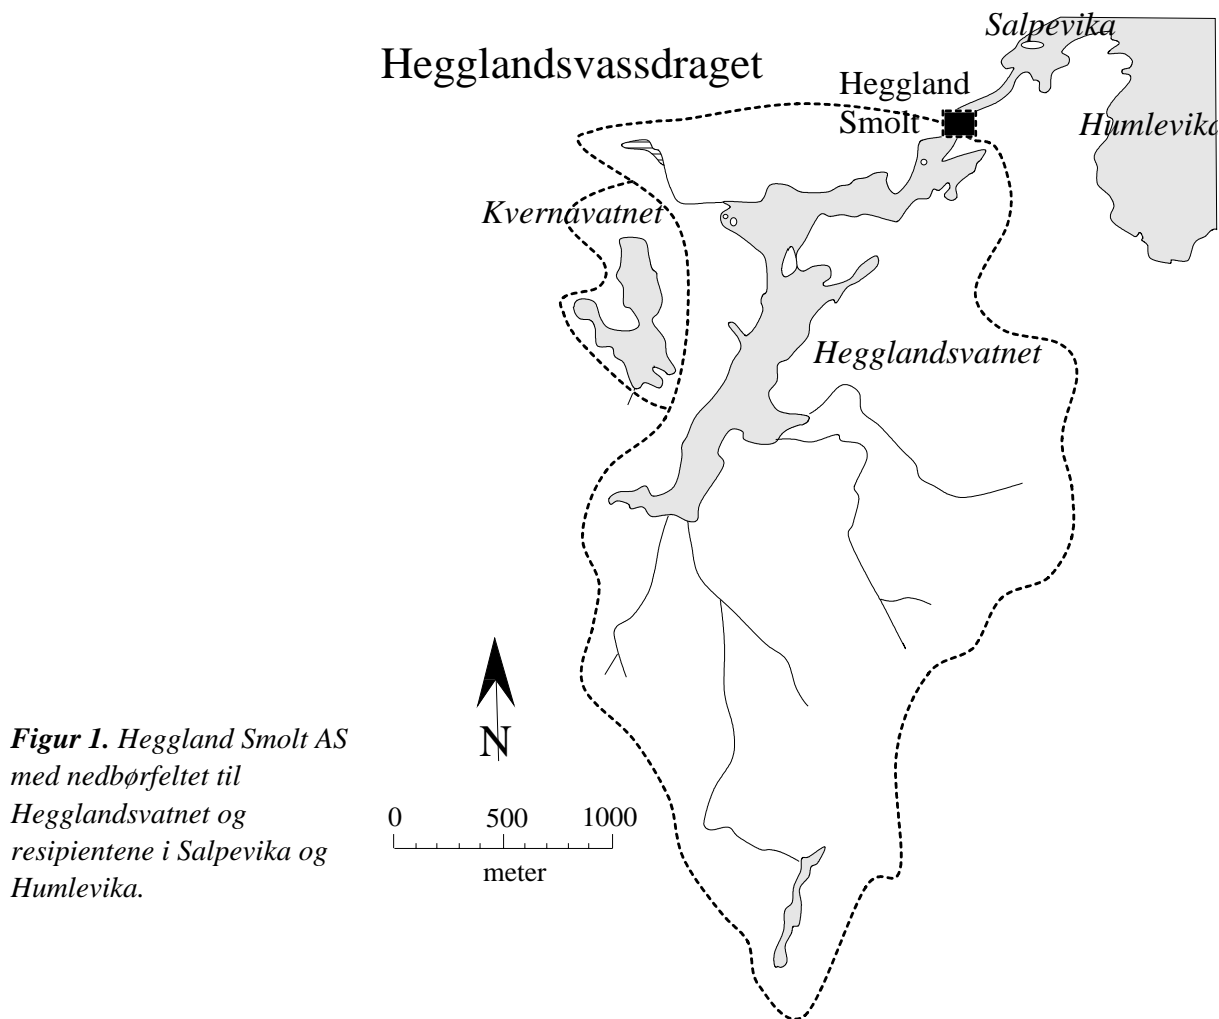 Salpevika
Hegglandsvassdraget
Heggland
Smolt
Humlevika
Kvernavatnet
Hegglandsvatnet
N
0 500 1000
meter
Figur 1. Heggland Smolt AS
med nedbørfeltet til
Hegglandsvatnet og
resipientene i Salpevika og
Humlevika.